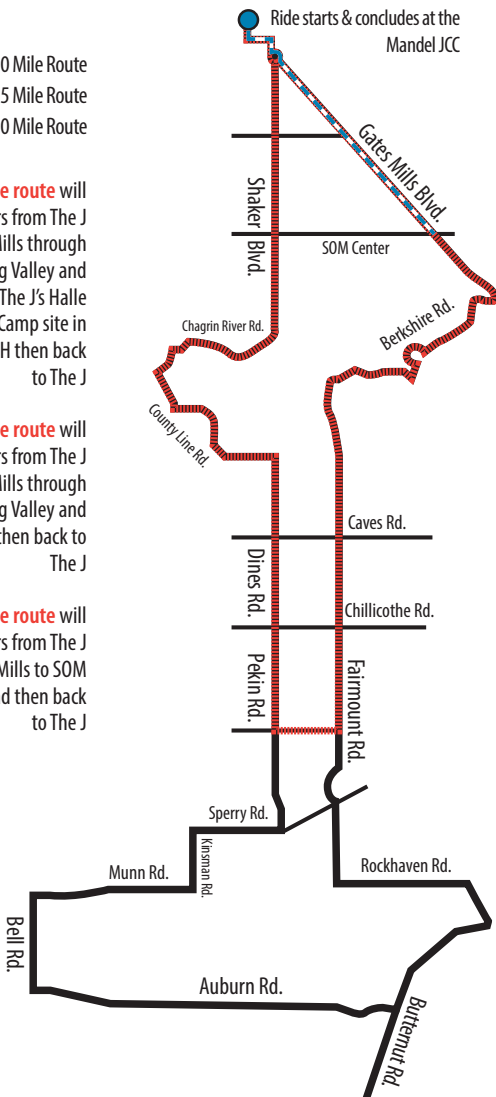 Ride starts & concludes at the
Mandel JCC
0 Mile Route
5 Mile Route
0 Mile Route
e route will
rs from The J
Mills through
g Valley and
The J's Halle
Camp site in
H then back
to The J
e route will
rs from The J
Mills through
g Valley and
then back to
The J
e route will
rs from The J
Mills to SOM
d then back
to The J
Gates Mills Blvd.
Shaker Blvd.
SOM Center
Berkshire Rd.
Chagrin River Rd.
County Line Rd.
Caves Rd.
Dines Rd.
Chillicothe Rd.
Pekin Rd.
Fairmount Rd.
Sperry Rd.
Kinsman Rd.
Munn Rd.
Rockhaven Rd.
Bell Rd.
Auburn Rd.
Butternut Rd.